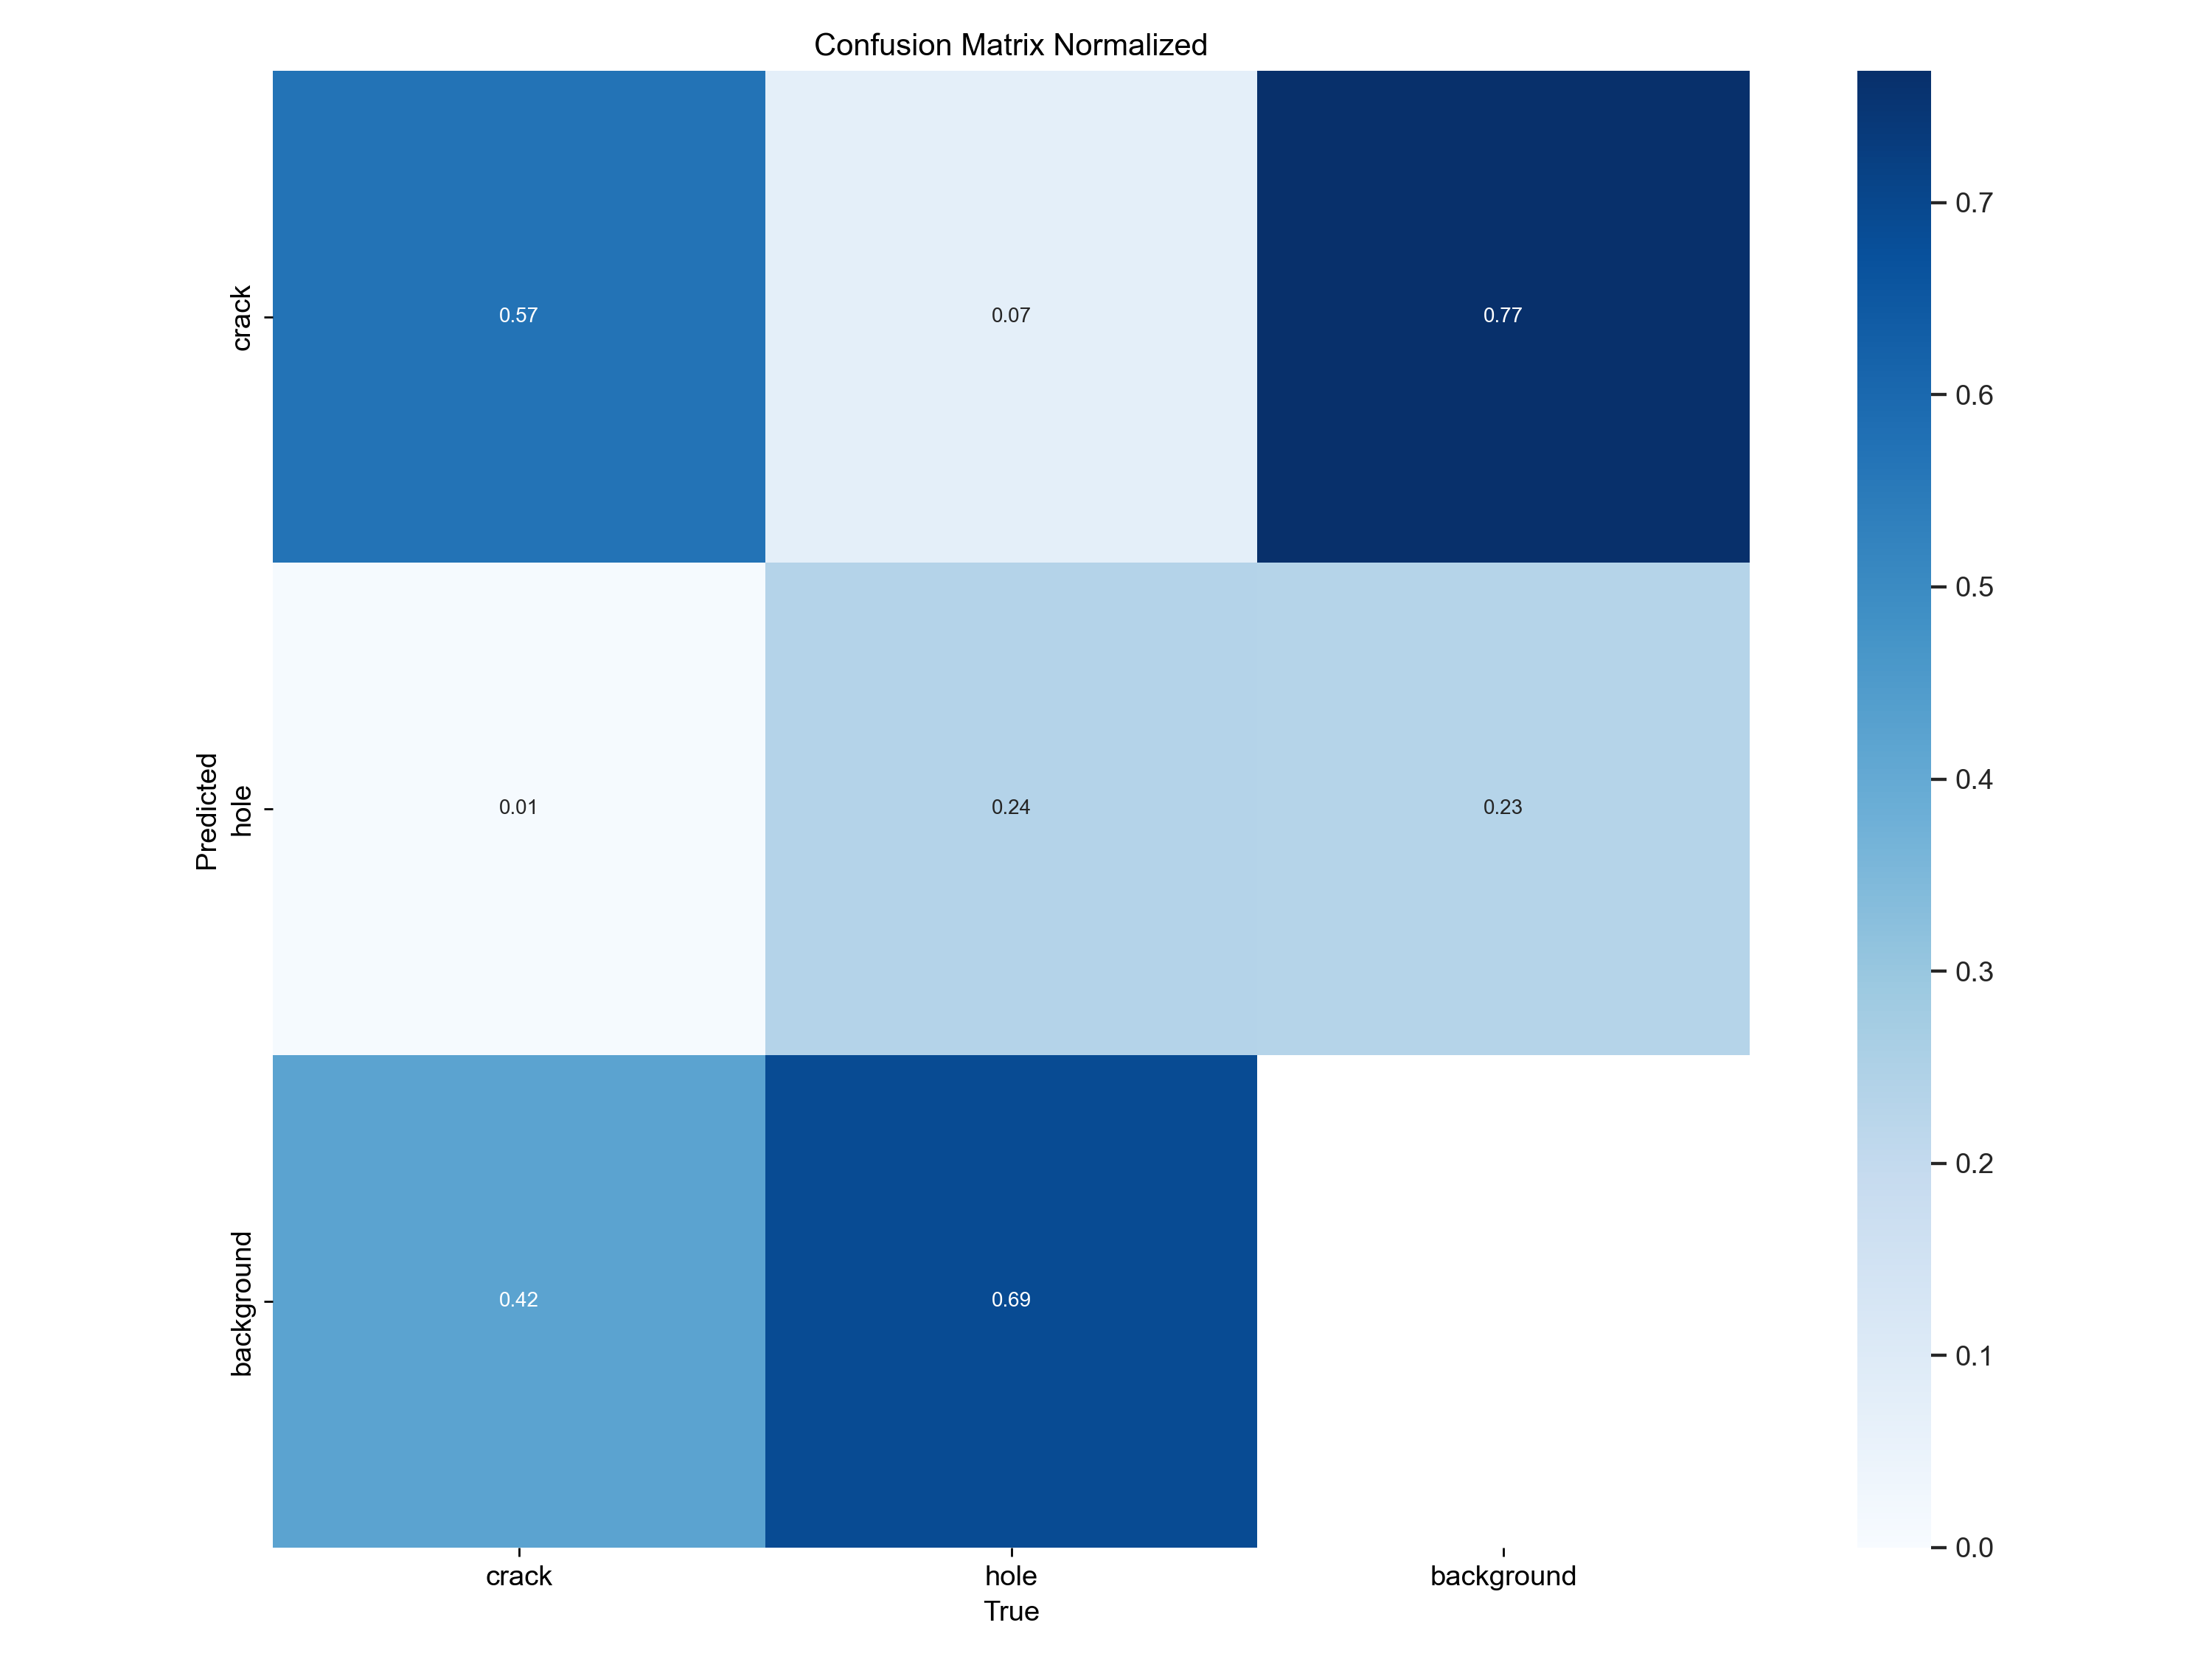 Confusion Matrix Normalized
crack
0.57
0.07
0.77
Predicted
hole
0.01
0.24
0.23
background
0.42
0.69
crack
hole
background
True
0.7
0.6
0.5
0.4
0.3
0.2
0.1
0.0